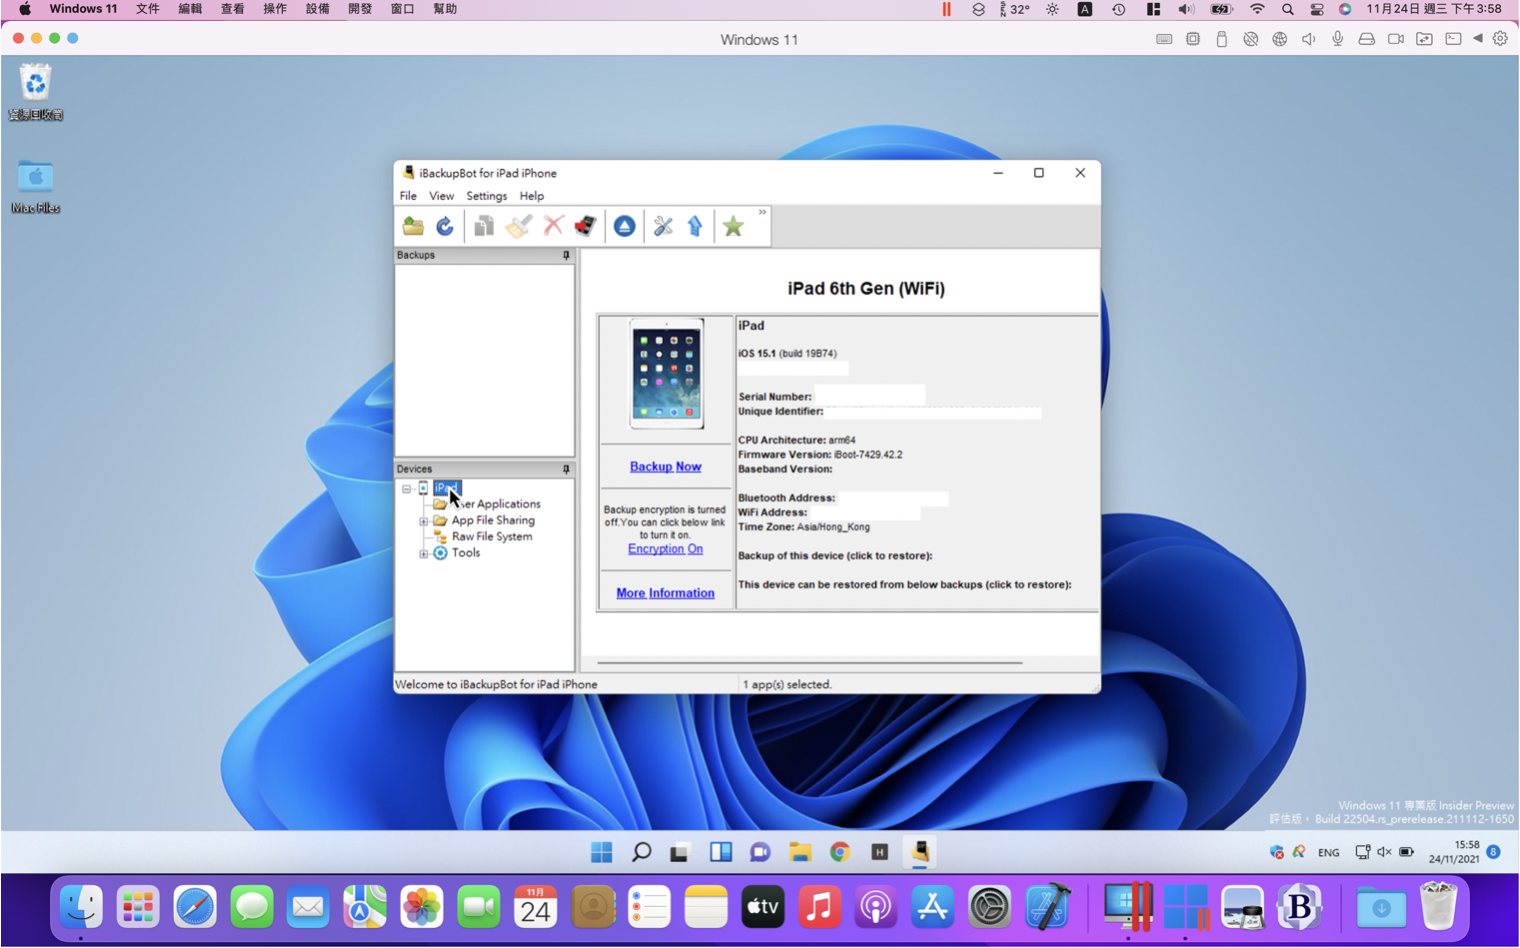 Windows 11 文件 編輯 查看 操作 設備 開發 窗口 幫助 SEN 32° A 11月24日 週三 下午 3:58
Windows 11
資源回收筒
Mac Files
iBackupBot for iPad iPhone
File View Settings Help
Backups
iPad 6th Gen (WiFi)
iPad
iOS 15.1 (build 19B74)
Serial Number:
Unique Identifier:
CPU Architecture: arm64
Firmware Version: iBoot-7429.42.2
Baseband Version:
Bluetooth Address:
WiFi Address:
Time Zone: Asia/Hong_Kong
Backup of this device (click to restore):
This device can be restored from below backups (click to restore):
Backup Now
Backup encryption is turned
off.You can click below link
to turn it on.
Encryption On
More Information
Devices
iPad
User Applications
App File Sharing
Raw File System
Tools
Welcome to iBackupBot for iPad iPhone 1 app(s) selected.
Windows 11 專業版 Insider Preview
評估版。 Build 22504.rs_prerelease.211112-1650
H
ENG
15:58
24/11/2021
8
11月
24
tv
B